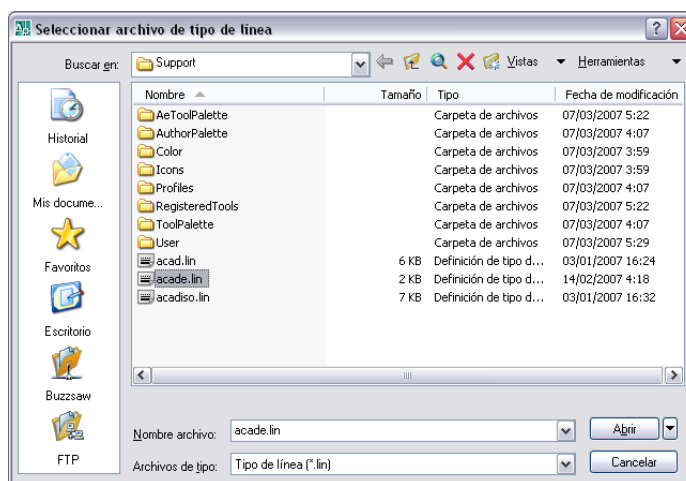 Seleccionar archivo de tipo de línea
Buscar en: Support Vistas Herramientas
Nombre Tamaño Tipo Fecha de modificación
AeToolPalette Carpeta de archivos 07/03/2007 5:22
AuthorPalette Carpeta de archivos 07/03/2007 4:07
Color Carpeta de archivos 07/03/2007 3:59
Icons Carpeta de archivos 07/03/2007 3:59
Profiles Carpeta de archivos 07/03/2007 4:07
RegisteredTools Carpeta de archivos 07/03/2007 5:22
ToolPalette Carpeta de archivos 07/03/2007 4:07
User Carpeta de archivos 07/03/2007 5:29
acad.lin 6 KB Definición de tipo d... 03/01/2007 16:24
acade.lin 2 KB Definición de tipo d... 14/02/2007 4:18
acadiso.lin 7 KB Definición de tipo d... 03/01/2007 16:32
Historial
Mis docume...
Favoritos
Escritorio
Buzzsaw
FTP
Nombre archivo: acade.lin Abrir
Archivos de tipo: Tipo de línea (*.lin) Cancelar